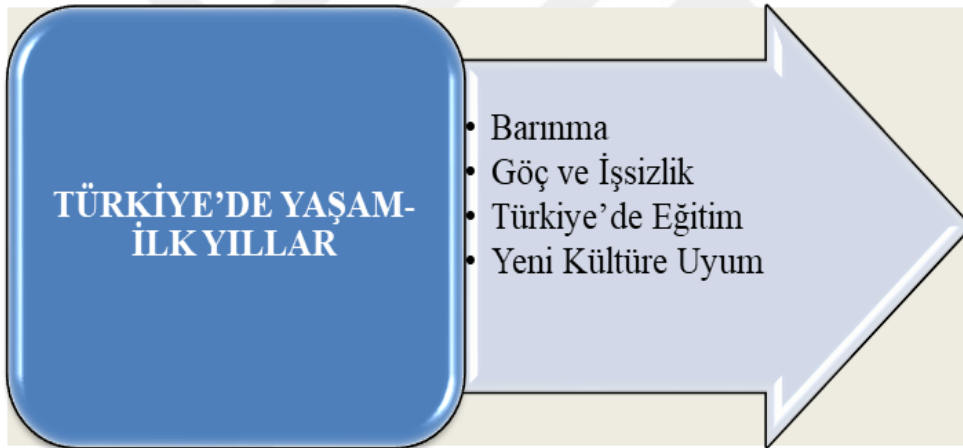 TÜRKİYE’DE YAŞAM-
İLK YILLAR
• Barınma
• Göç ve İşsizlik
• Türkiye’de Eğitim
• Yeni Kültüre Uyum